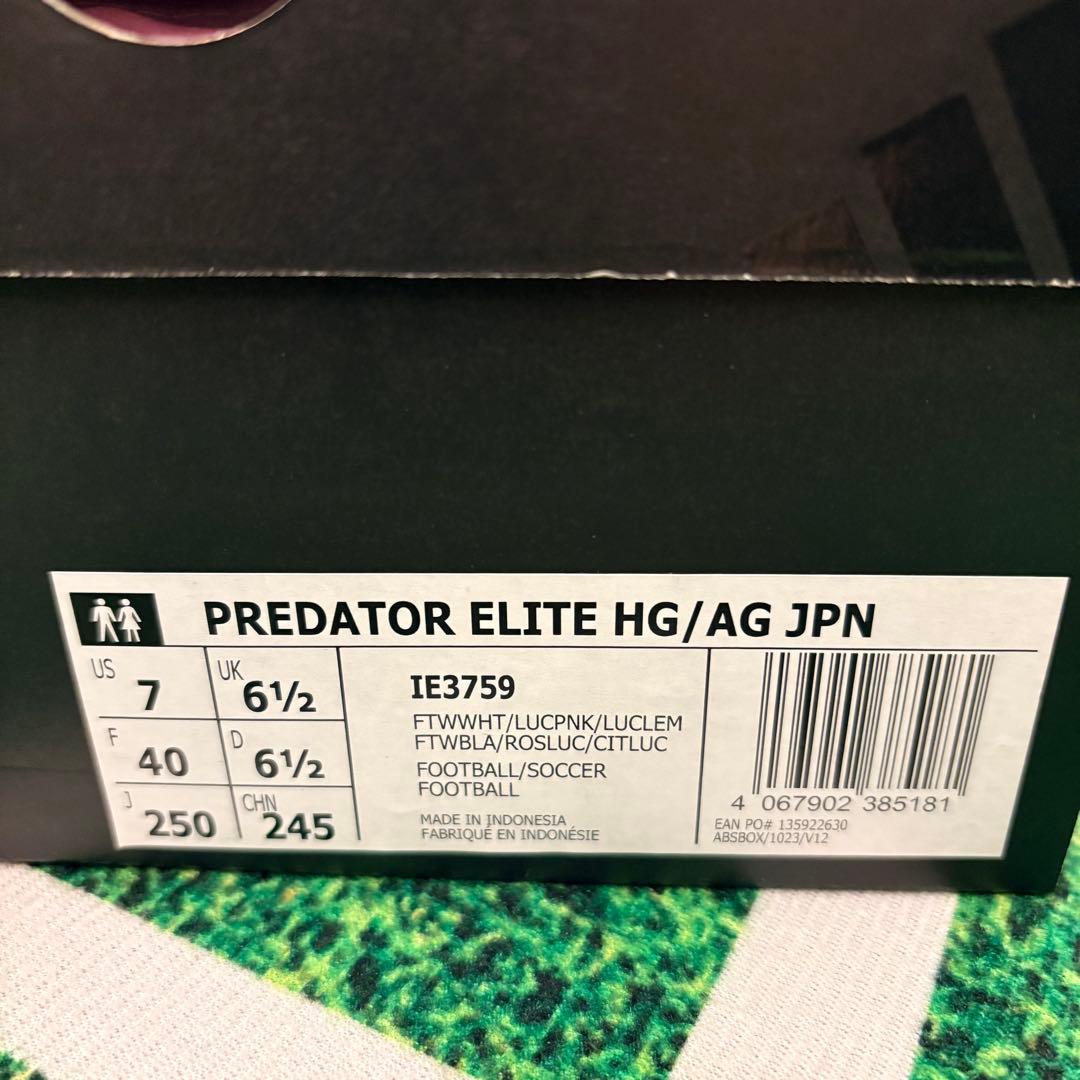 PREDATOR ELITE HG/AG JPN
US 7 UK 6½
F 40 D 6½
J 250 CHN 245
IE3759
FTWWHT/LUCPNK/LUCLEM
FTWBLA/ROSLUC/CITLUC
FOOTBALL/SOCCER
FOOTBALL
MADE IN INDONESIA
FABRIQUÉ EN INDONÉSIE
4 067902 385181
EAN PO# 135922630
ABSBOX/1023/V12